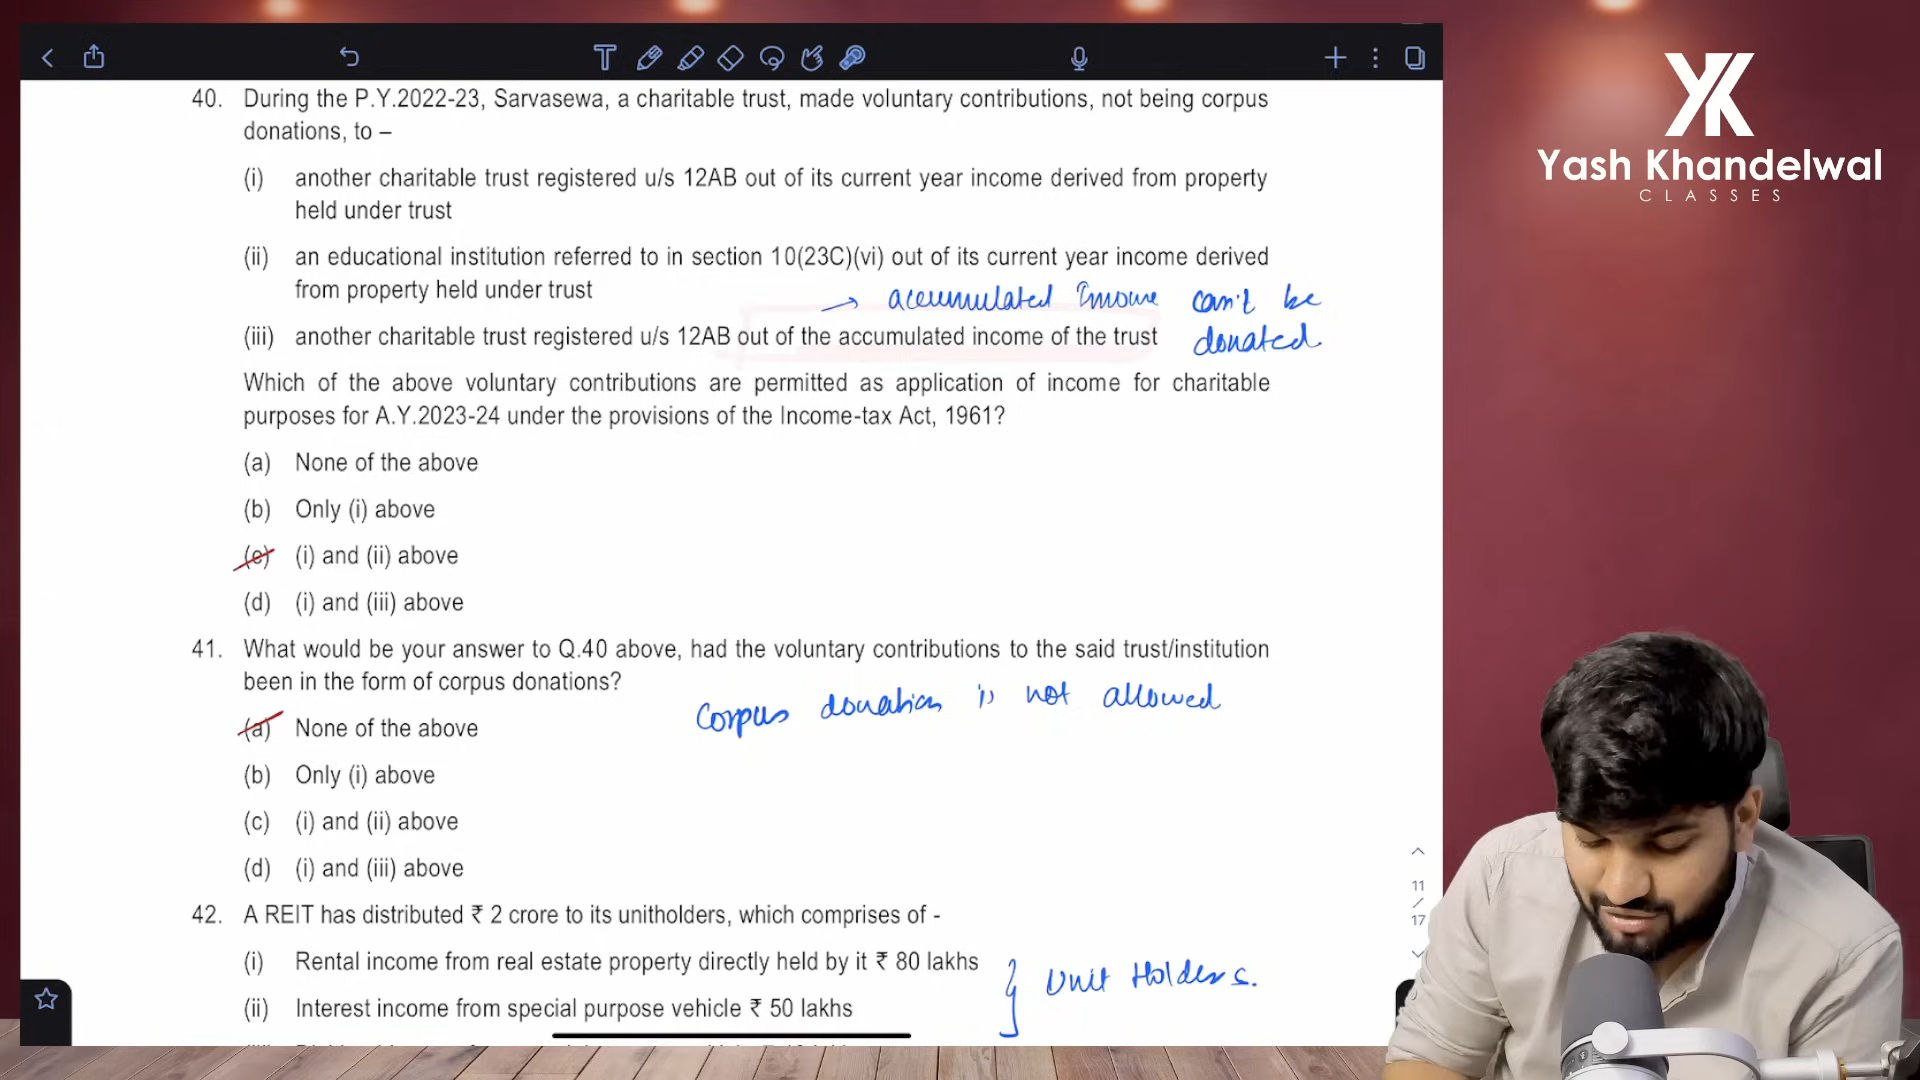 40. During the P.Y.2022-23, Sarvasewa, a charitable trust, made voluntary contributions, not being corpus
donations, to –
(i) another charitable trust registered u/s 12AB out of its current year income derived from property
held under trust
(ii) an educational institution referred to in section 10(23C)(vi) out of its current year income derived
from property held under trust
→ accumulated Income can't be
donated
(iii) another charitable trust registered u/s 12AB out of the accumulated income of the trust
Which of the above voluntary contributions are permitted as application of income for charitable
purposes for A.Y.2023-24 under the provisions of the Income-tax Act, 1961?
(a) None of the above
(b) Only (i) above
(c) (i) and (ii) above
(d) (i) and (iii) above
41. What would be your answer to Q.40 above, had the voluntary contributions to the said trust/institution
been in the form of corpus donations?
Corpus donation is not allowed
(a) None of the above
(b) Only (i) above
(c) (i) and (ii) above
(d) (i) and (iii) above
42. A REIT has distributed ₹ 2 crore to its unitholders, which comprises of -
(i) Rental income from real estate property directly held by it ₹ 80 lakhs
(ii) Interest income from special purpose vehicle ₹ 50 lakhs
} Unit Holders.
11
/
17
YK
Yash Khandelwal
CLASSES